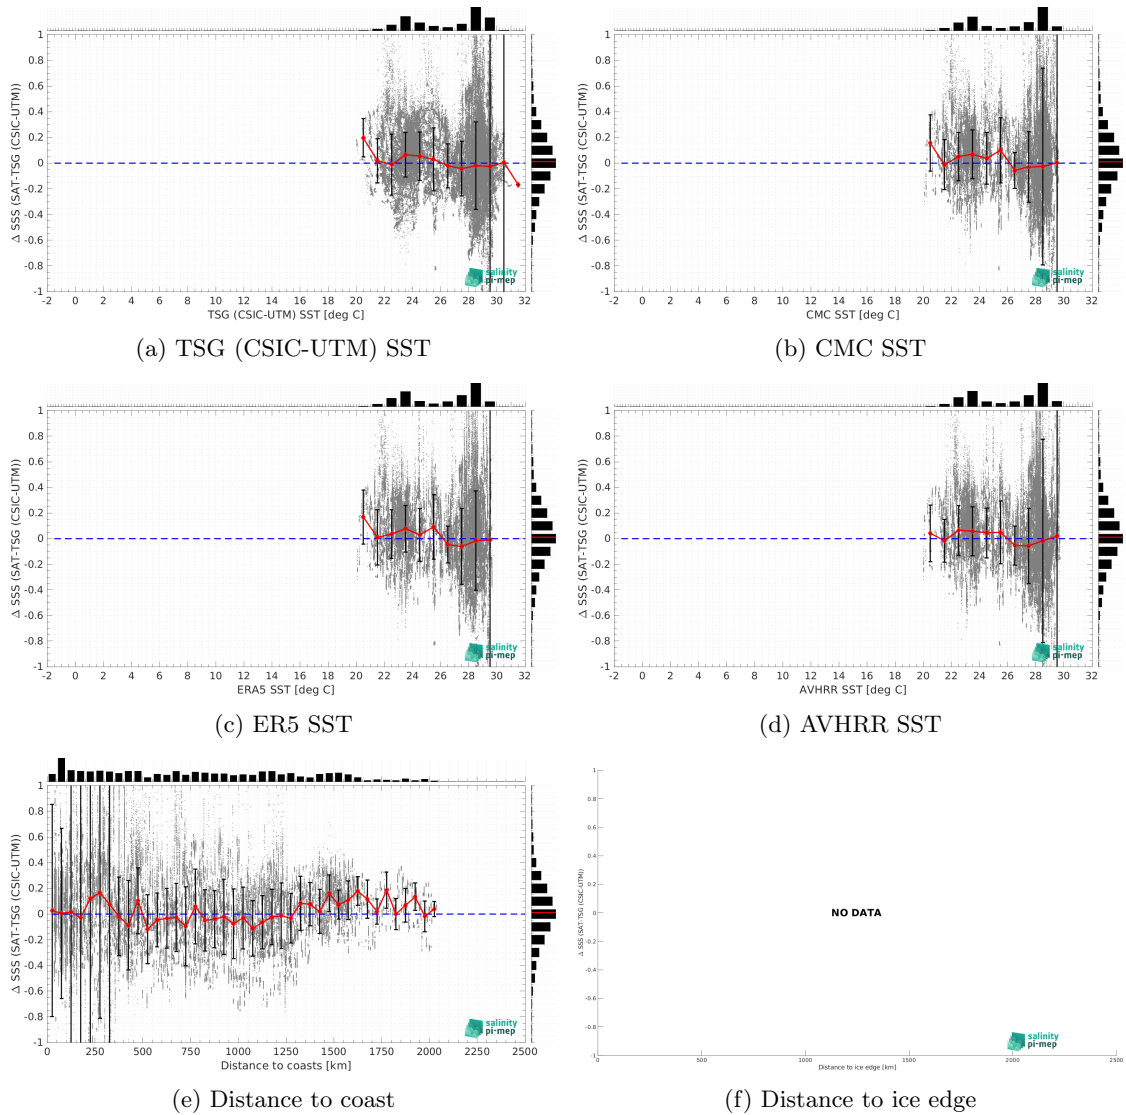 1
0.8
0.6
0.4
0.2
0
-0.2
-0.4
-0.6
-0.8
-1
Δ SSS (SAT-TSG (CSIC-UTM))
-2 0 2 4 6 8 10 12 14 16 18 20 22 24 26 28 30 32
TSG (CSIC-UTM) SST [deg C]
salinity
pi-mep
(a) TSG (CSIC-UTM) SST
1
0.8
0.6
0.4
0.2
0
-0.2
-0.4
-0.6
-0.8
-1
Δ SSS (SAT-TSG (CSIC-UTM))
-2 0 2 4 6 8 10 12 14 16 18 20 22 24 26 28 30 32
CMC SST [deg C]
salinity
pi-mep
(b) CMC SST
1
0.8
0.6
0.4
0.2
0
-0.2
-0.4
-0.6
-0.8
-1
Δ SSS (SAT-TSG (CSIC-UTM))
-2 0 2 4 6 8 10 12 14 16 18 20 22 24 26 28 30 32
ERA5 SST [deg C]
salinity
pi-mep
(c) ER5 SST
1
0.8
0.6
0.4
0.2
0
-0.2
-0.4
-0.6
-0.8
-1
Δ SSS (SAT-TSG (CSIC-UTM))
-2 0 2 4 6 8 10 12 14 16 18 20 22 24 26 28 30 32
AVHRR SST [deg C]
salinity
pi-mep
(d) AVHRR SST
1
0.8
0.6
0.4
0.2
0
-0.2
-0.4
-0.6
-0.8
-1
Δ SSS (SAT-TSG (CSIC-UTM))
0 250 500 750 1000 1250 1500 1750 2000 2250 2500
Distance to coasts [km]
salinity
pi-mep
(e) Distance to coast
1
0.8
0.6
0.4
0.2
0
-0.2
-0.4
-0.6
-0.8
-1
Δ SSS (SAT-TSG (CSIC-UTM))
NO DATA
0 500 1000 1500 2000 2500
Distance to ice edge [km]
salinity
pi-mep
(f) Distance to ice edge